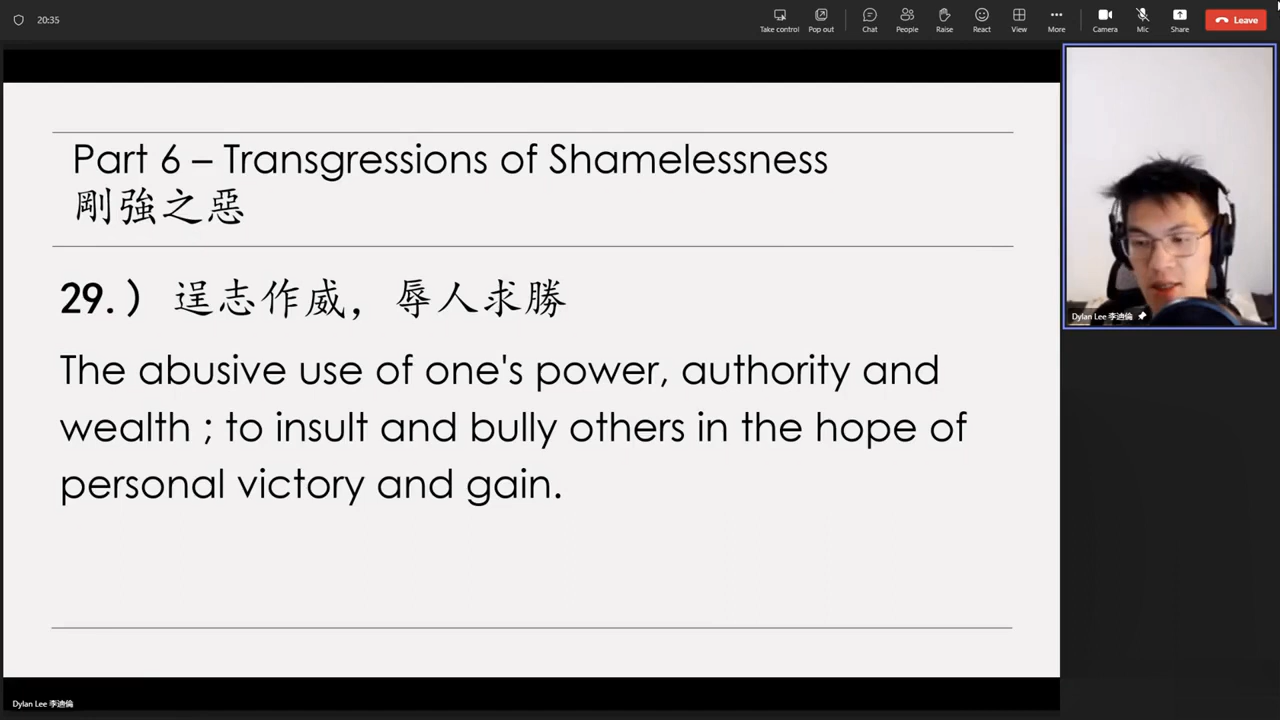 20:35
Take control
Pop out
Chat
People
Raise
React
View
More
Camera
Mic
Share
Leave
Part 6 – Transgressions of Shamelessness
剛強之惡
29.） 逞志作威，辱人求勝
The abusive use of one's power, authority and
wealth ; to insult and bully others in the hope of
personal victory and gain.
Dylan Lee 李迪倫
Dylan Lee 李迪倫